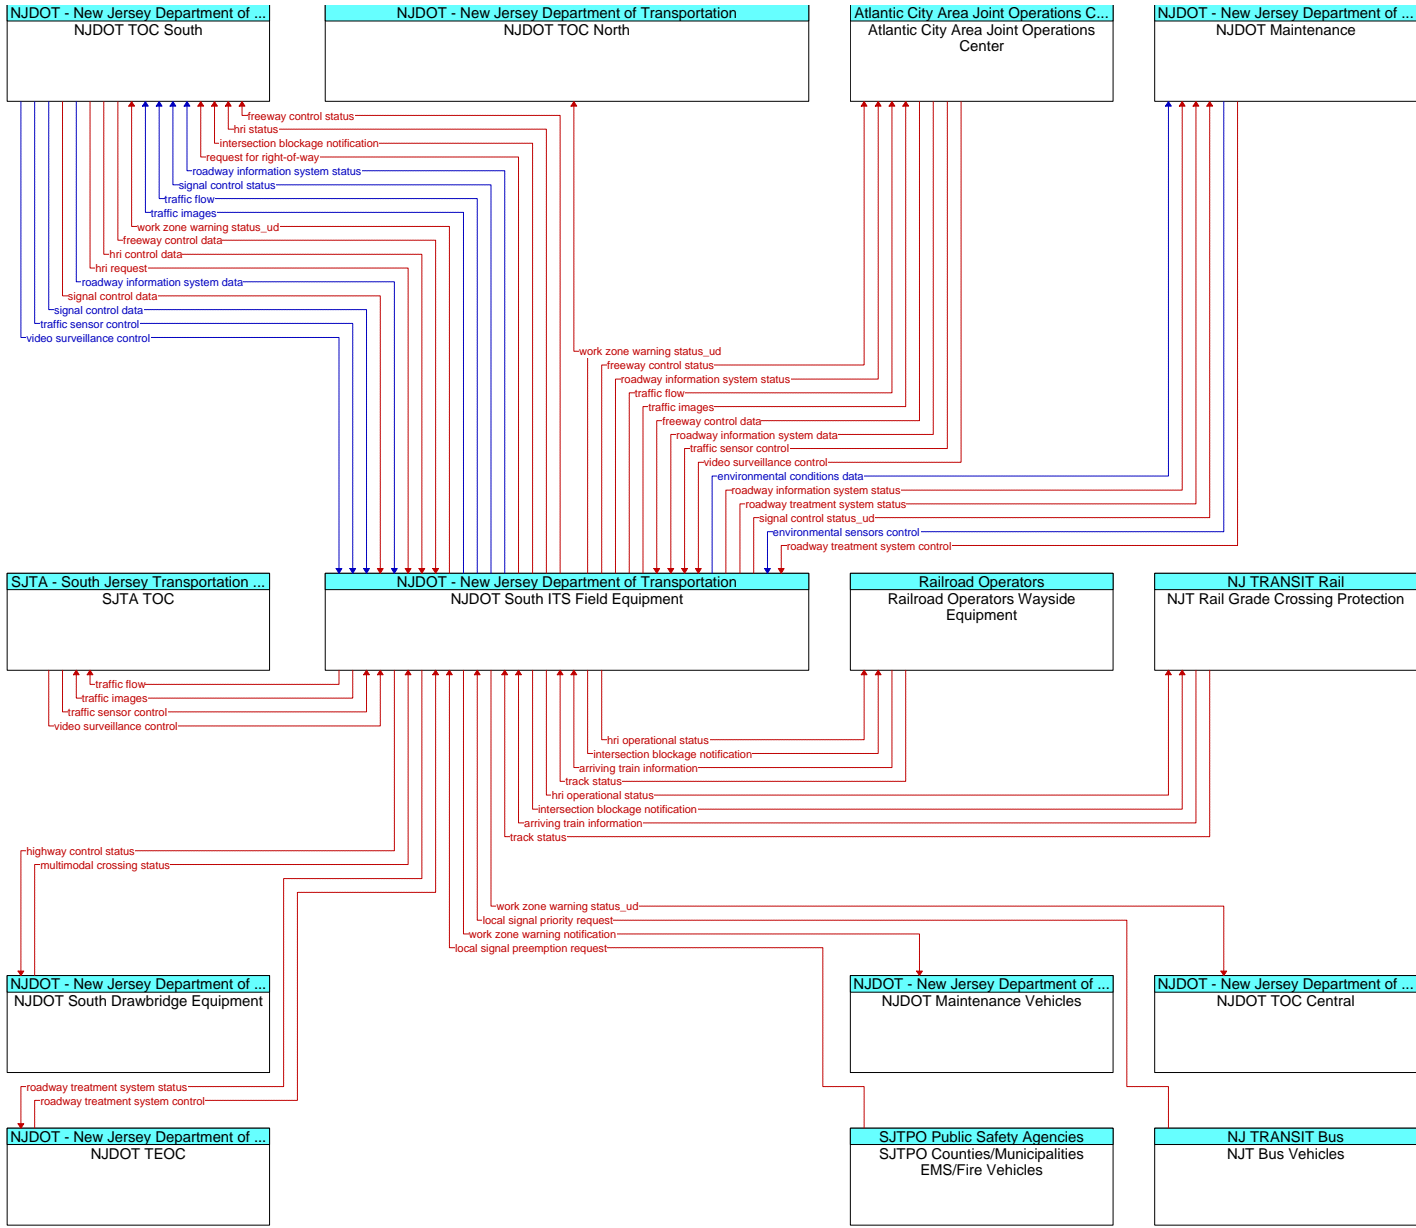 NJDOT - New Jersey Department of ...
NJDOT TOC South
NJDOT - New Jersey Department of Transportation
NJDOT TOC North
Atlantic City Area Joint Operations C...
Atlantic City Area Joint Operations
Center
NJDOT - New Jersey Department of ...
NJDOT Maintenance
freeway control status
hri status
intersection blockage notification
request for right-of-way
roadway information system status
signal control status
traffic flow
traffic images
work zone warning status_ud
freeway control data
hri control data
hri request
roadway information system data
signal control data
signal control data
traffic sensor control
video surveillance control
work zone warning status_ud
freeway control status
roadway information system status
traffic flow
traffic images
freeway control data
roadway information system data
traffic sensor control
video surveillance control
environmental conditions data
roadway information system status
roadway treatment system status
signal control status_ud
environmental sensors control
roadway treatment system control
SJTA - South Jersey Transportation ...
SJTA TOC
NJDOT - New Jersey Department of Transportation
NJDOT South ITS Field Equipment
Railroad Operators
Railroad Operators Wayside
Equipment
NJ TRANSIT Rail
NJT Rail Grade Crossing Protection
traffic flow
traffic images
traffic sensor control
video surveillance control
hri operational status
intersection blockage notification
arriving train information
track status
hri operational status
intersection blockage notification
arriving train information
track status
highway control status
multimodal crossing status
work zone warning status_ud
local signal priority request
work zone warning notification
local signal preemption request
NJDOT - New Jersey Department of ...
NJDOT South Drawbridge Equipment
NJDOT - New Jersey Department of ...
NJDOT Maintenance Vehicles
NJDOT - New Jersey Department of ...
NJDOT TOC Central
roadway treatment system status
roadway treatment system control
NJDOT - New Jersey Department of ...
NJDOT TEOC
SJTPO Public Safety Agencies
SJTPO Counties/Municipalities
EMS/Fire Vehicles
NJ TRANSIT Bus
NJT Bus Vehicles